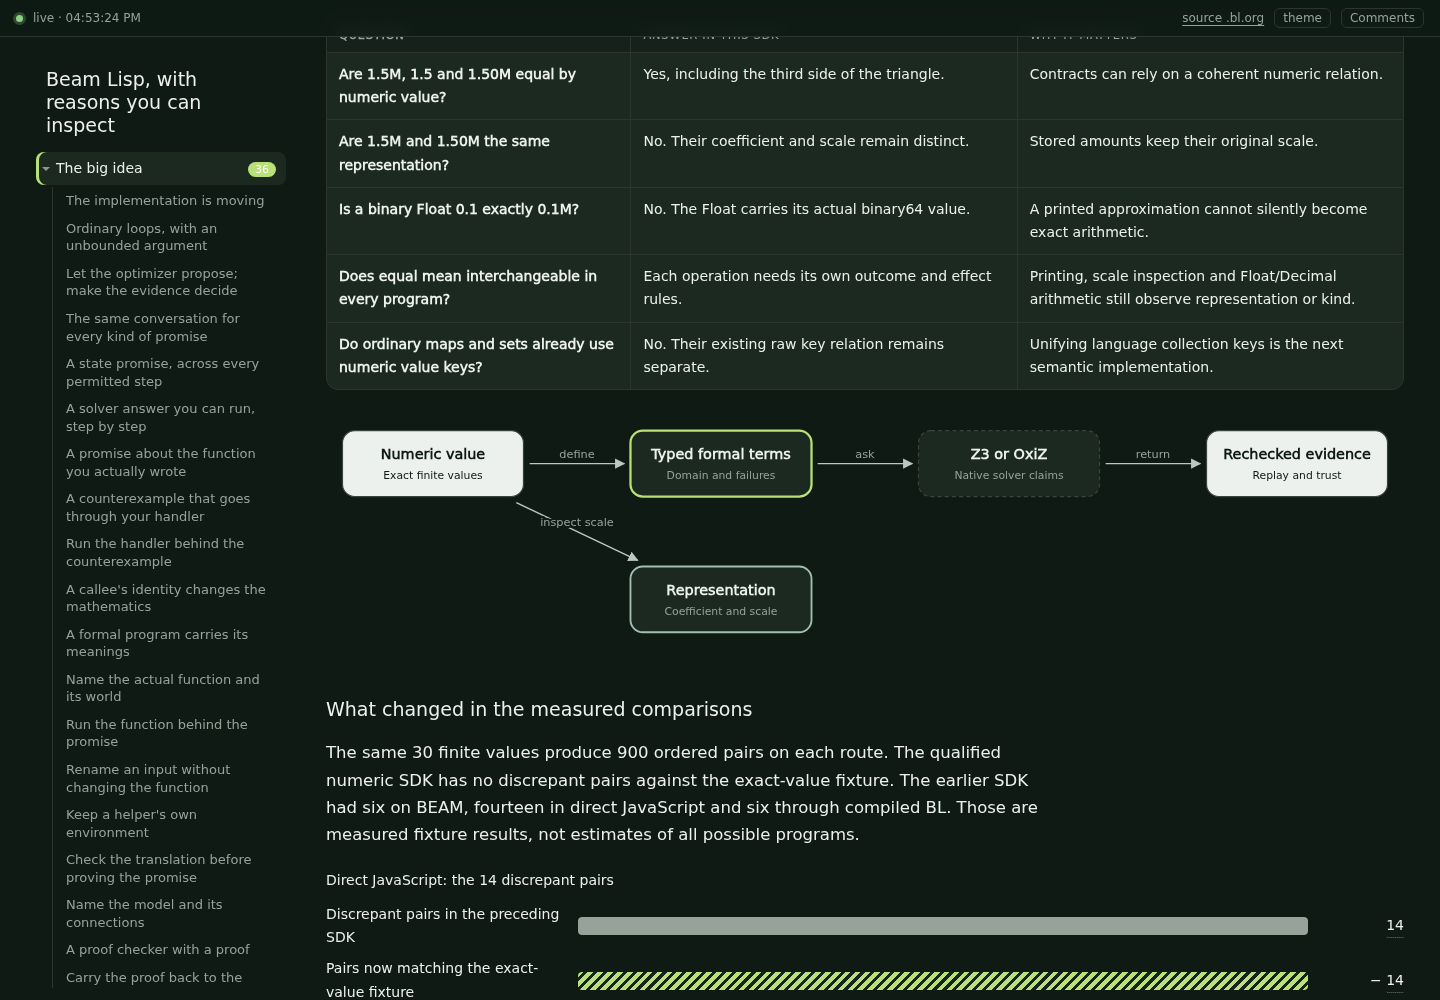 live · 04:53:24 PM
source .bl.org
theme
Comments
Beam Lisp, with
reasons you can
inspect
The big idea
36
The implementation is moving
Ordinary loops, with an
unbounded argument
Let the optimizer propose;
make the evidence decide
The same conversation for
every kind of promise
A state promise, across every
permitted step
A solver answer you can run,
step by step
A promise about the function
you actually wrote
A counterexample that goes
through your handler
Run the handler behind the
counterexample
A callee's identity changes the
mathematics
A formal program carries its
meanings
Name the actual function and
its world
Run the function behind the
promise
Rename an input without
changing the function
Keep a helper's own
environment
Check the translation before
proving the promise
Name the model and its
connections
A proof checker with a proof
Carry the proof back to the
QUESTION
ANSWER IN THIS SDK
WHY IT MATTERS
Are 1.5M, 1.5 and 1.50M equal by
numeric value?
Yes, including the third side of the triangle.
Contracts can rely on a coherent numeric relation.
Are 1.5M and 1.50M the same
representation?
No. Their coefficient and scale remain distinct.
Stored amounts keep their original scale.
Is a binary Float 0.1 exactly 0.1M?
No. The Float carries its actual binary64 value.
A printed approximation cannot silently become
exact arithmetic.
Does equal mean interchangeable in
every program?
Each operation needs its own outcome and effect
rules.
Printing, scale inspection and Float/Decimal
arithmetic still observe representation or kind.
Do ordinary maps and sets already use
numeric value keys?
No. Their existing raw key relation remains
separate.
Unifying language collection keys is the next
semantic implementation.
Numeric value
Exact finite values
define
Typed formal terms
Domain and failures
ask
Z3 or OxiZ
Native solver claims
return
Rechecked evidence
Replay and trust
inspect scale
Representation
Coefficient and scale
What changed in the measured comparisons
The same 30 finite values produce 900 ordered pairs on each route. The qualified
numeric SDK has no discrepant pairs against the exact-value fixture. The earlier SDK
had six on BEAM, fourteen in direct JavaScript and six through compiled BL. Those are
measured fixture results, not estimates of all possible programs.
Direct JavaScript: the 14 discrepant pairs
Discrepant pairs in the preceding
SDK
14
Pairs now matching the exact-
value fixture
− 14